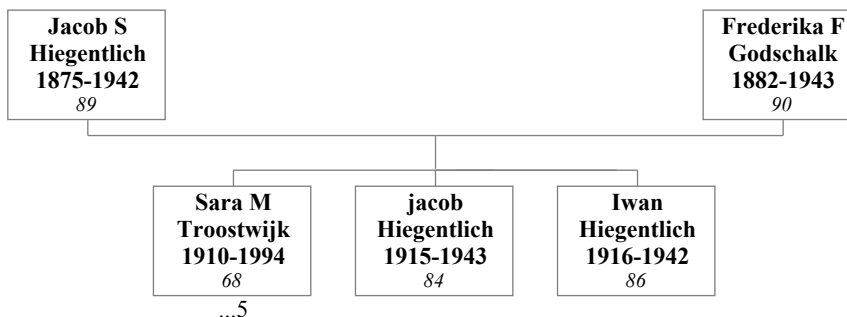 Jacob S
Hiegentlich
1875-1942
89
Frederika F
Godschalk
1882-1943
90
Sara M
Troostwijk
1910-1994
68
...5
jacob
Hiegentlich
1915-1943
84
Iwan
Hiegentlich
1916-1942
86